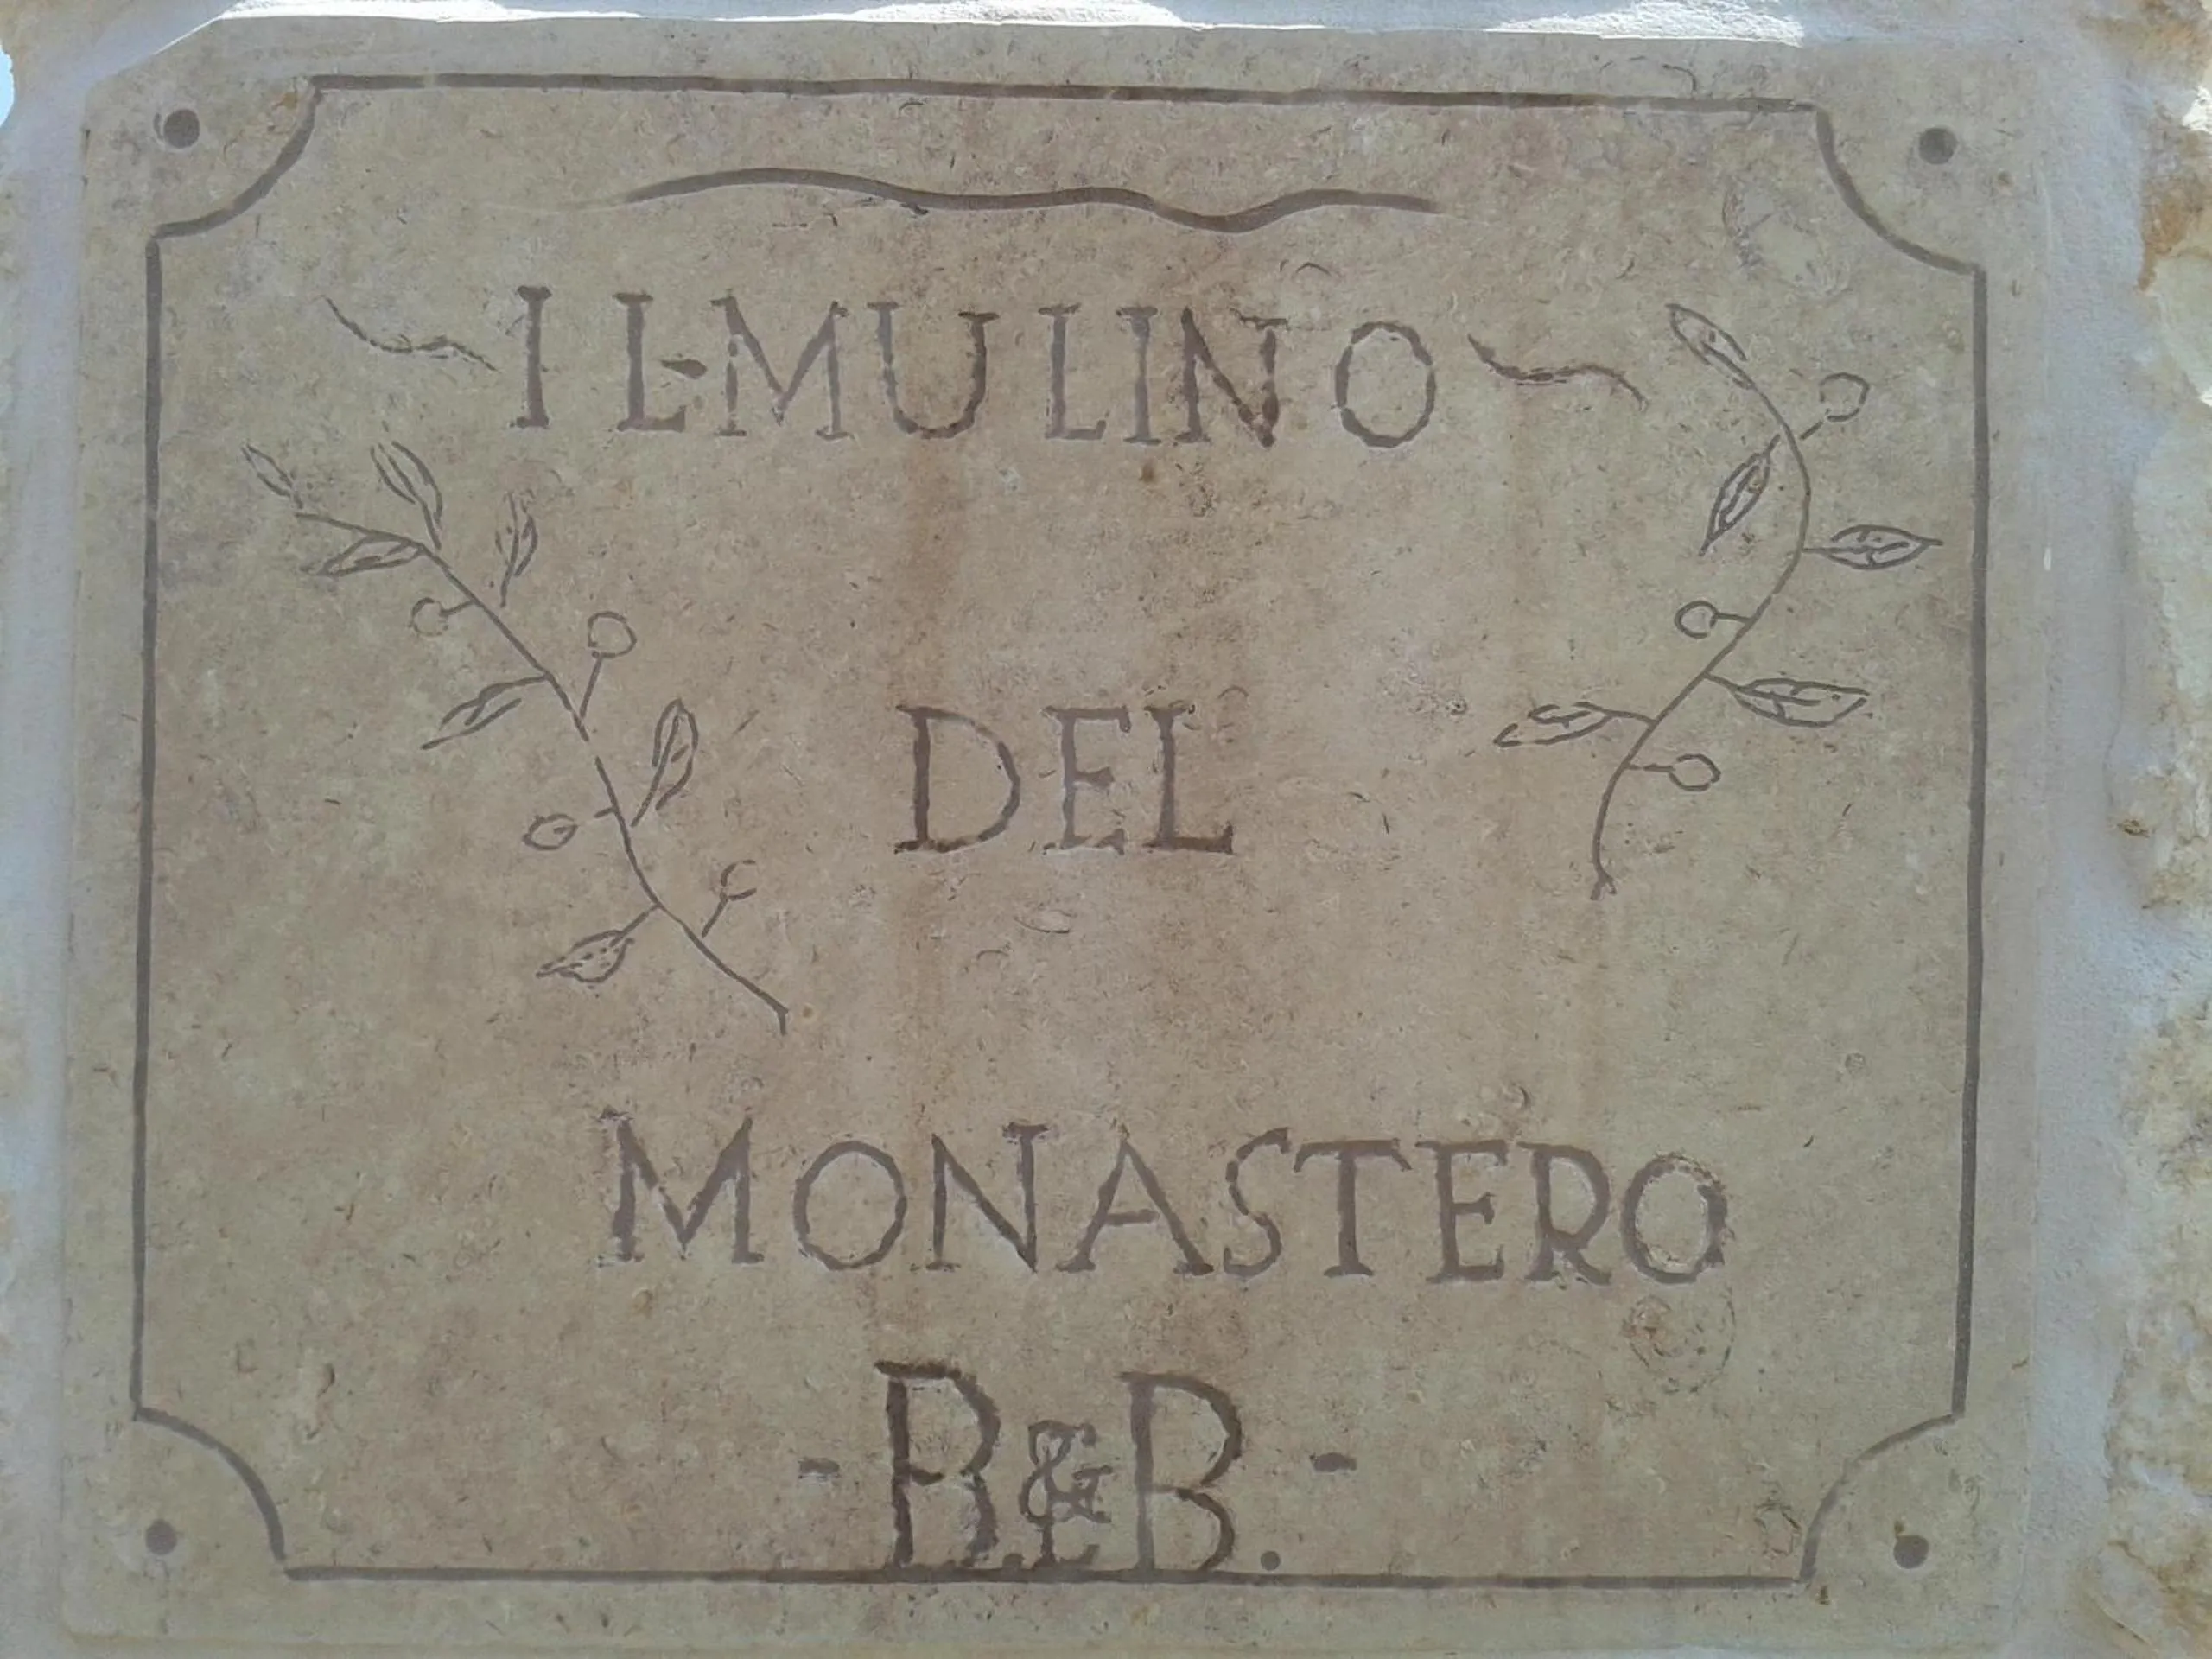 IL-MULINO
DEL
MONASTERO
- B.&B. -